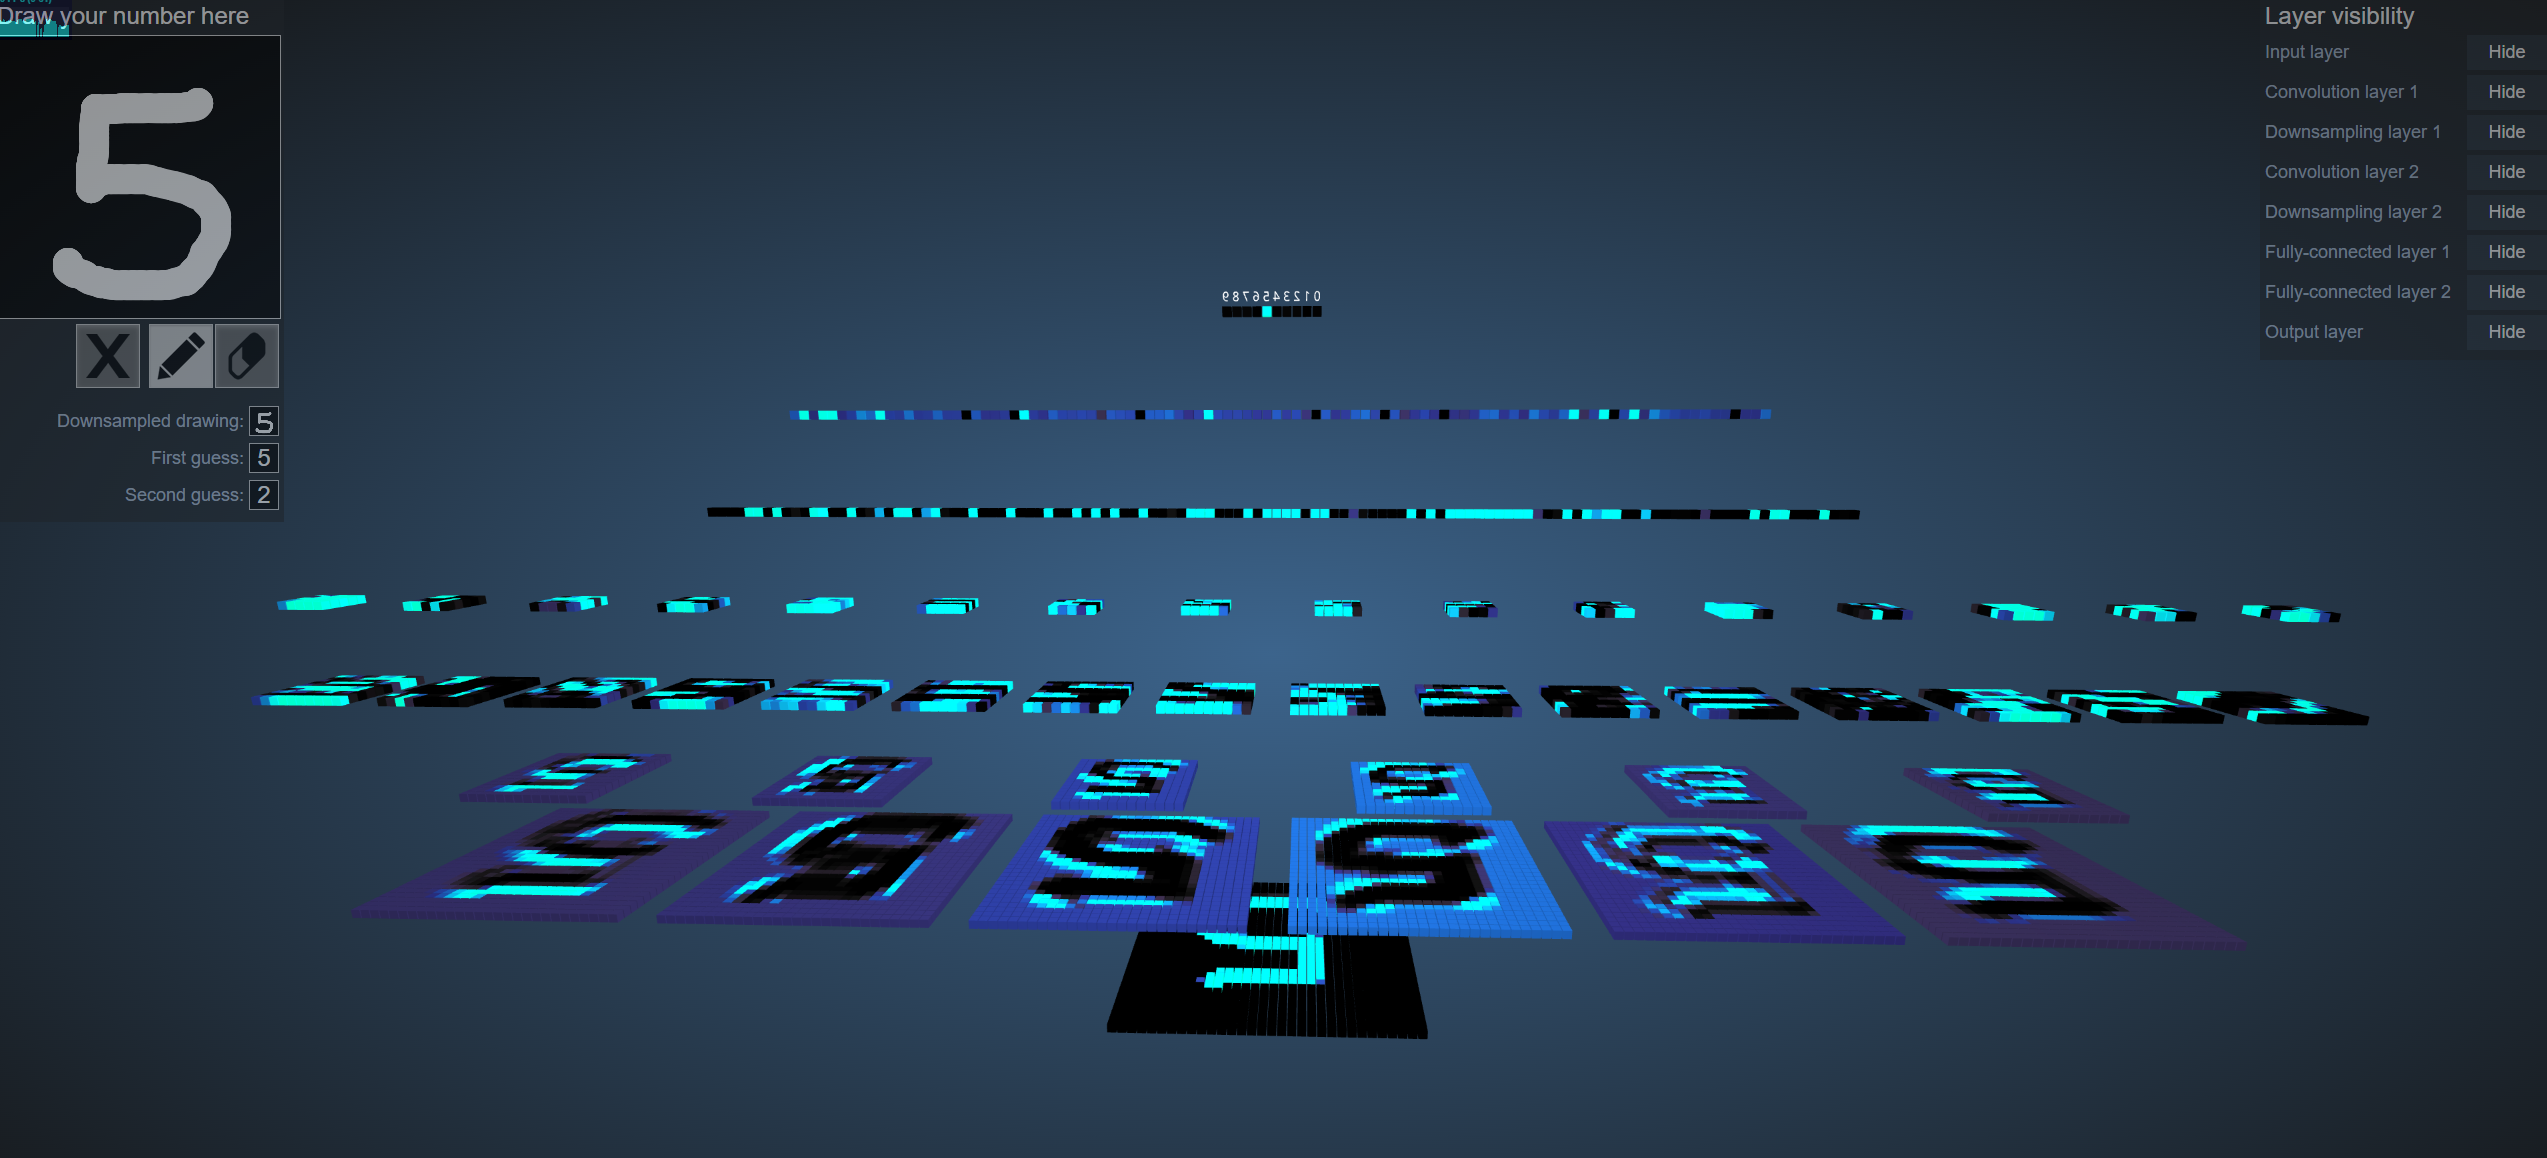 Draw your number here
5
Downsampled drawing: 5
First guess: 5
Second guess: 2
9876543210
Layer visibility
Input layer Hide
Convolution layer 1 Hide
Downsampling layer 1 Hide
Convolution layer 2 Hide
Downsampling layer 2 Hide
Fully-connected layer 1 Hide
Fully-connected layer 2 Hide
Output layer Hide